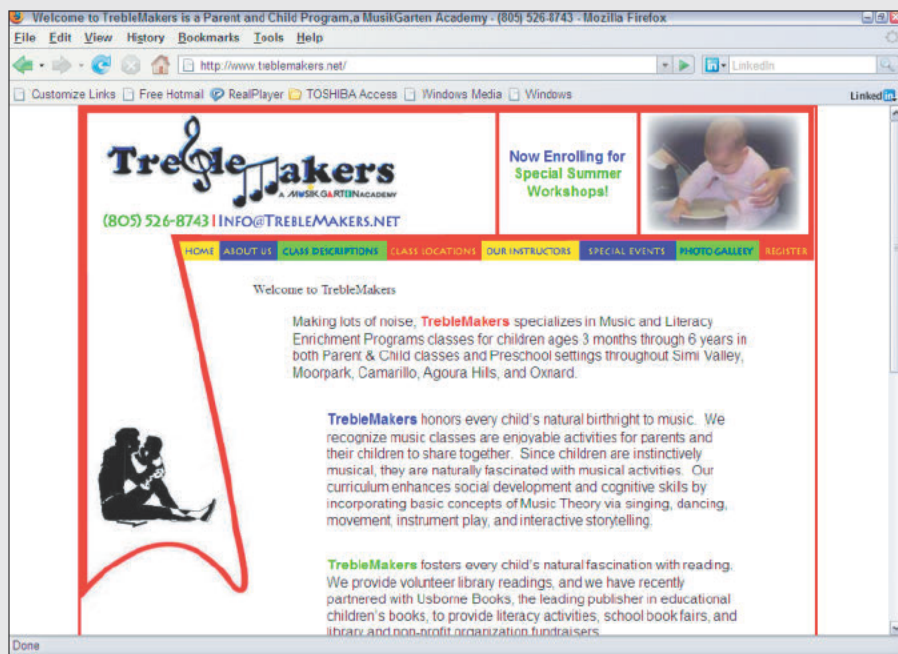 Welcome to TrebleMakers is a Parent and Child Program,a MusikGarten Academy - (805) 526-8743 - Mozilla Firefox
File Edit View History Bookmarks Tools Help
http://www.treblemakers.net/
LinkedIn
Customize Links Free Hotmail RealPlayer TOSHIBA Access Windows Media Windows
Linked in
TrebleMakers
A MUSIKGARTEN ACADEMY
(805) 526-8743 | INFO@TREBLEMAKERS.NET
Now Enrolling for
Special Summer
Workshops!
HOME ABOUT US CLASS DESCRIPTIONS CLASS LOCATIONS OUR INSTRUCTORS SPECIAL EVENTS PHOTO GALLERY REGISTER
Welcome to TrebleMakers
Making lots of noise, TrebleMakers specializes in Music and Literacy
Enrichment Programs classes for children ages 3 months through 6 years in
both Parent & Child classes and Preschool settings throughout Simi Valley,
Moorpark, Camarillo, Agoura Hills, and Oxnard.
TrebleMakers honors every child's natural birthright to music. We
recognize music classes are enjoyable activities for parents and
their children to share together. Since children are instinctively
musical, they are naturally fascinated with musical activities. Our
curriculum enhances social development and cognitive skills by
incorporating basic concepts of Music Theory via singing, dancing,
movement, instrument play, and interactive storytelling.
TrebleMakers fosters every child's natural fascination with reading.
We provide volunteer library readings, and we have recently
partnered with Usborne Books, the leading publisher in educational
children's books, to provide literacy activities, school book fairs, and
library and non-profit organization fundraisers.
Done